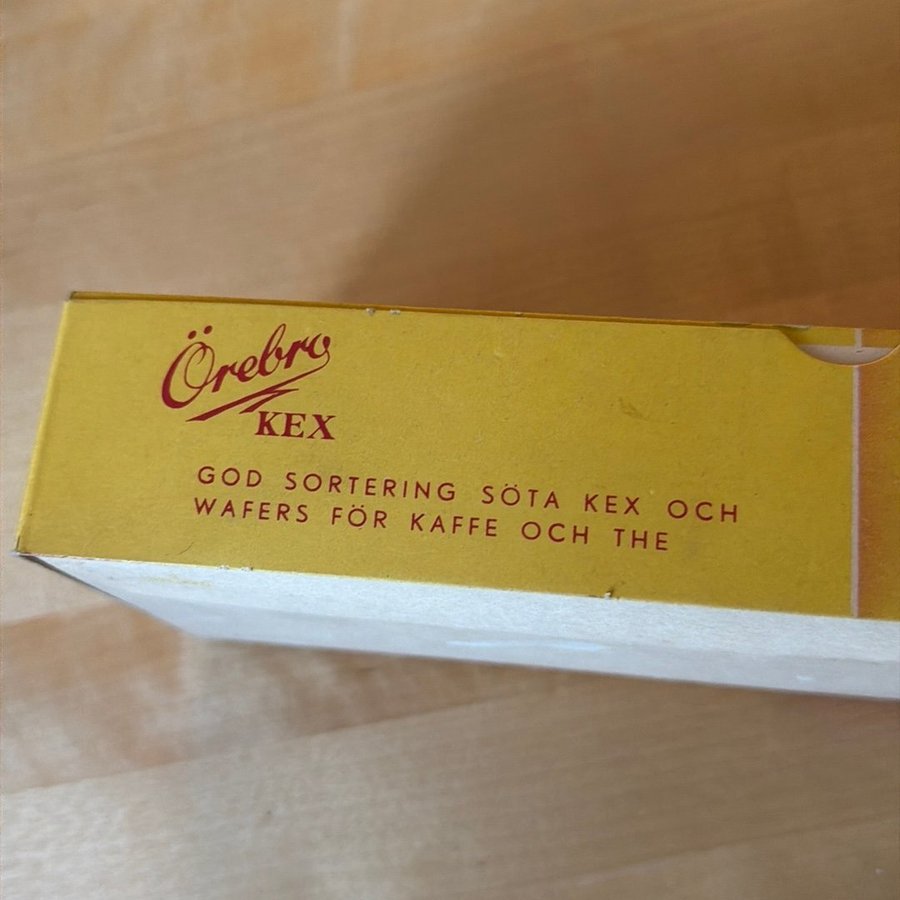 Örebro
KEX
GOD SORTERING SÖTA KEX OCH
WAFERS FÖR KAFFE OCH THE